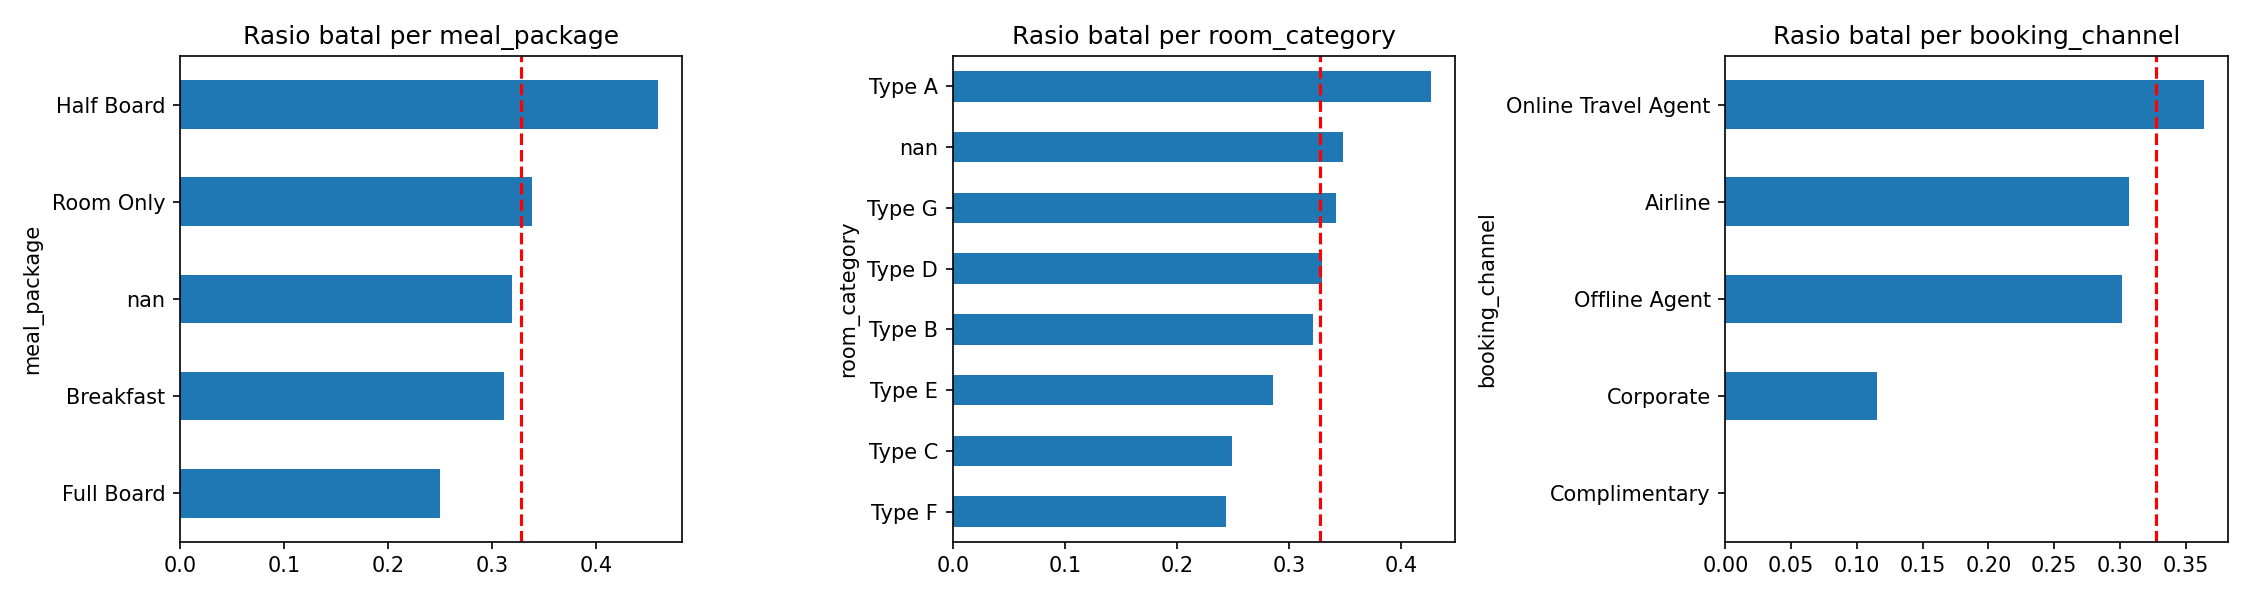 Rasio batal per meal_package
Half Board
Room Only
nan
Breakfast
Full Board
meal_package
0.0 0.1 0.2 0.3 0.4
Rasio batal per room_category
Type A
nan
Type G
Type D
Type B
Type E
Type C
Type F
room_category
0.0 0.1 0.2 0.3 0.4
Rasio batal per booking_channel
Online Travel Agent
Airline
Offline Agent
Corporate
Complimentary
booking_channel
0.00 0.05 0.10 0.15 0.20 0.25 0.30 0.35